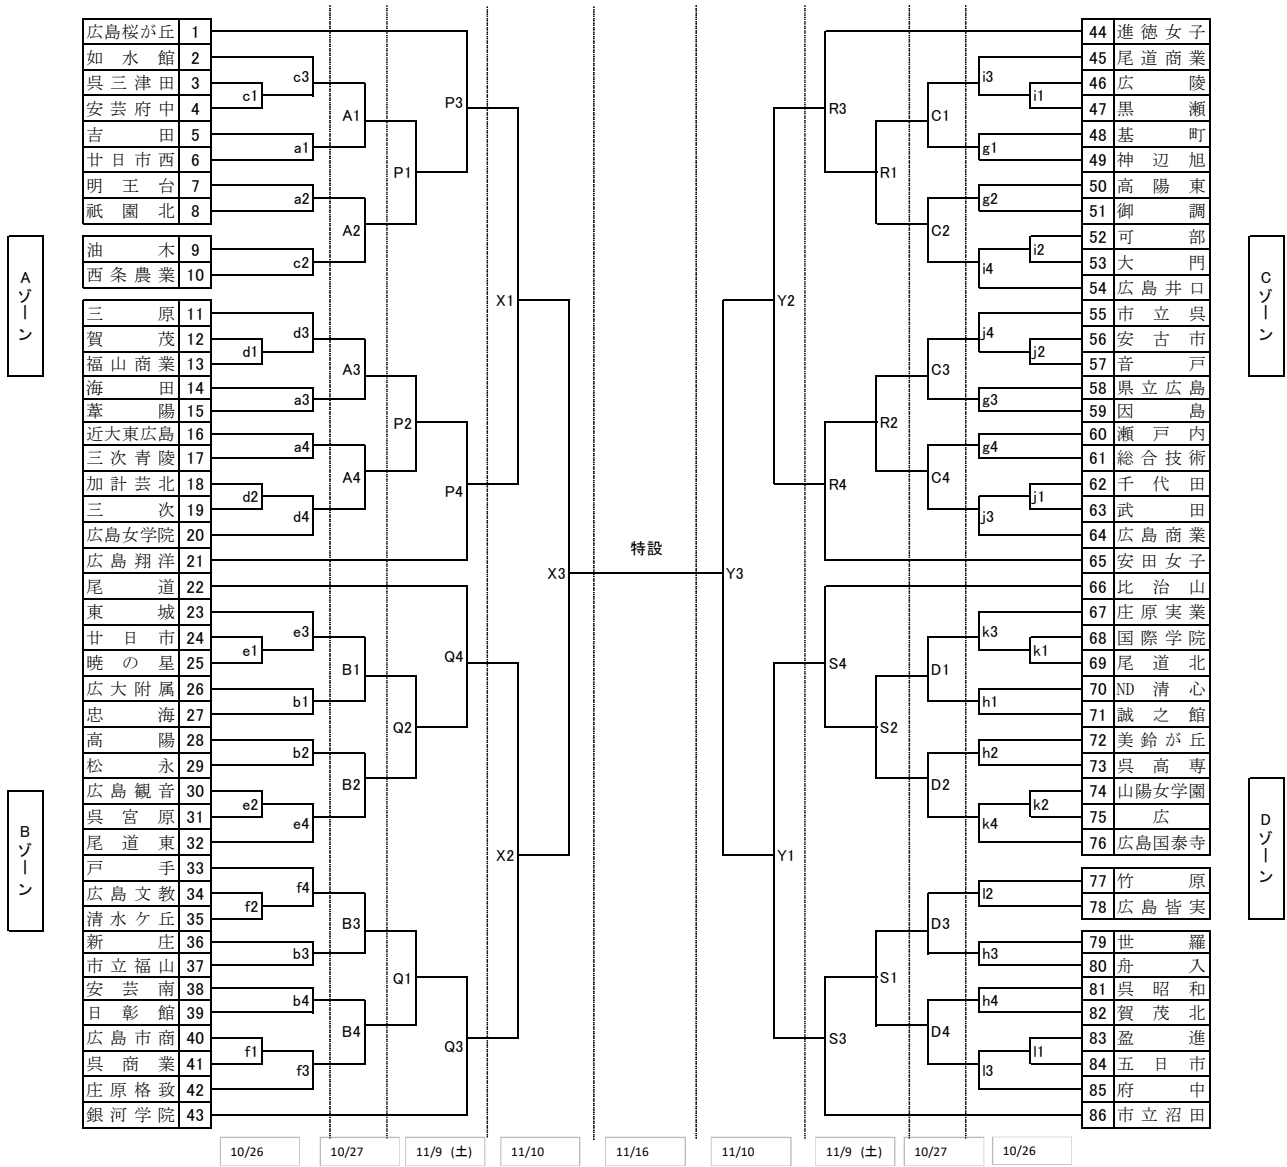 広島桜が丘 1
如水館 2
呉三津田 3
安芸府中 4
吉田 5
廿日市西 6
明王台 7
祇園北 8
油木 9
西条農業 10
三原 11
賀茂 12
福山商業 13
海田 14
葦陽 15
近大東広島 16
三次青陵 17
加計芸北 18
三次 19
広島女学院 20
広島翔洋 21
尾道 22
東城 23
廿日市 24
暁の星 25
広大附属 26
忠海 27
高陽 28
松永 29
広島観音 30
呉宮原 31
尾道東 32
戸手 33
広島文教 34
清水ケ丘 35
新庄 36
市立福山 37
安芸南 38
日彰館 39
広島市商 40
呉商業 41
庄原格致 42
銀河学院 43
Aゾーン
Bゾーン
c3
c1
a1
a2
c2
d3
d1
a3
a4
d2
d4
e3
e1
b1
b2
e2
e4
f4
f2
b3
b4
f1
f3
A1
A2
A3
A4
B1
B2
B3
B4
P1
P2
Q2
Q1
P3
P4
Q4
Q3
X1
X2
X3
特設
Y3
Y2
Y1
R3
R4
S4
S3
R1
R2
S2
S1
C1
C2
C3
C4
D1
D2
D3
D4
i3
i1
g1
g2
i2
i4
j4
j2
g3
g4
j1
j3
k3
k1
h1
h2
k2
k4
l2
h3
h4
l1
l3
44 進徳女子
45 尾道商業
46 広陵
47 黒瀬
48 基町
49 神辺旭
50 高陽東
51 御調
52 可部
53 大門
54 広島井口
55 市立呉
56 安古市
57 音戸
58 県立広島
59 因島
60 瀬戸内
61 総合技術
62 千代田
63 武田
64 広島商業
65 安田女子
66 比治山
67 庄原実業
68 国際学院
69 尾道北
70 ND清心
71 誠之館
72 美鈴が丘
73 呉高専
74 山陽女学園
75 広
76 広島国泰寺
77 竹原
78 広島皆実
79 世羅
80 舟入
81 呉昭和
82 賀茂北
83 盈進
84 五日市
85 府中
86 市立沼田
Cゾーン
Dゾーン
10/26
10/27
11/9 (土)
11/10
11/16
11/10
11/9 (土)
10/27
10/26